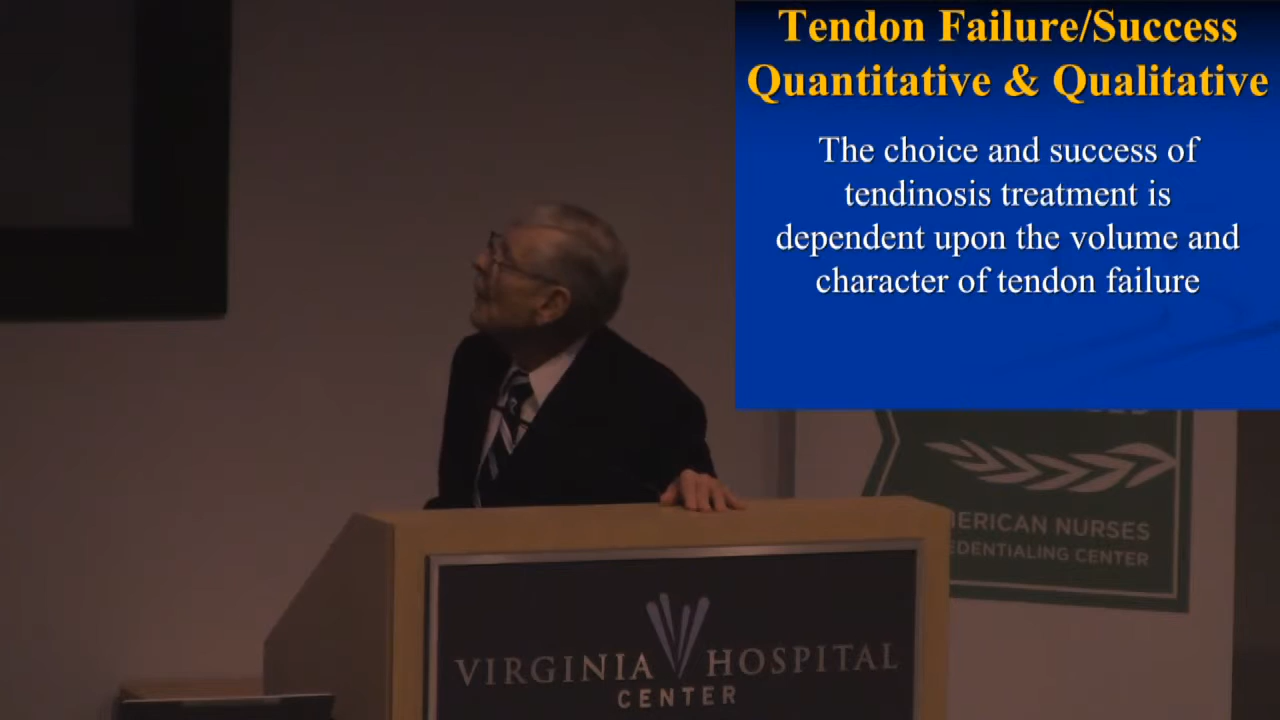 Tendon Failure/Success
Quantitative & Qualitative
The choice and success of
tendinosis treatment is
dependent upon the volume and
character of tendon failure
ERICAN NURSES
EDENTIALING CENTER
VIRGINIA HOSPITAL
CENTER